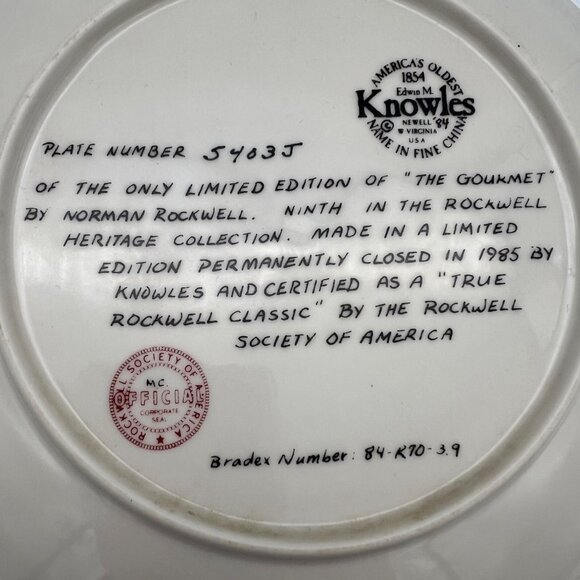 AMERICA'S OLDEST
1854
Edwin M.
Knowles
© NEWELL '84
W VIRGINIA
USA
NAME IN FINE CHINA
PLATE NUMBER 5403J
OF THE ONLY LIMITED EDITION OF "THE GOURMET"
BY NORMAN ROCKWELL. NINTH IN THE ROCKWELL
HERITAGE COLLECTION. MADE IN A LIMITED
EDITION PERMANENTLY CLOSED IN 1985 BY
KNOWLES AND CERTIFIED AS A "TRUE
ROCKWELL CLASSIC" BY THE ROCKWELL
SOCIETY OF AMERICA
ROCKWELL SOCIETY OF AMERICA
M.C.
OFFICIAL
CORPORATE
SEAL
Bradex Number: 84-R70-3.9